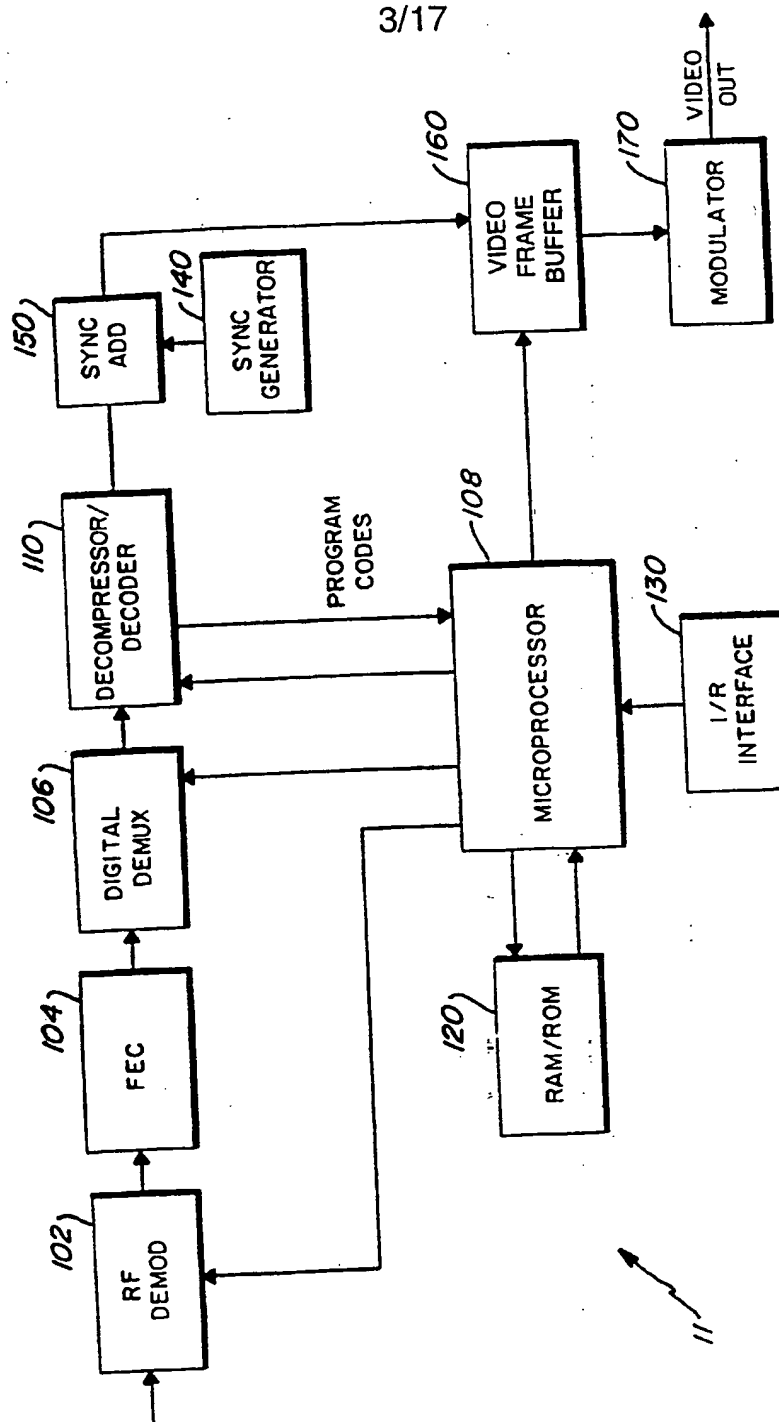 3/17
102
RF
DEMOD
104
FEC
106
DIGITAL
DEMUX
110
DECOMPRESSOR/
DECODER
150
SYNC
ADD
140
SYNC
GENERATOR
PROGRAM
CODES
108
MICROPROCESSOR
120
RAM/ROM
130
I/R
INTERFACE
160
VIDEO
FRAME
BUFFER
170
MODULATOR
VIDEO
OUT
11